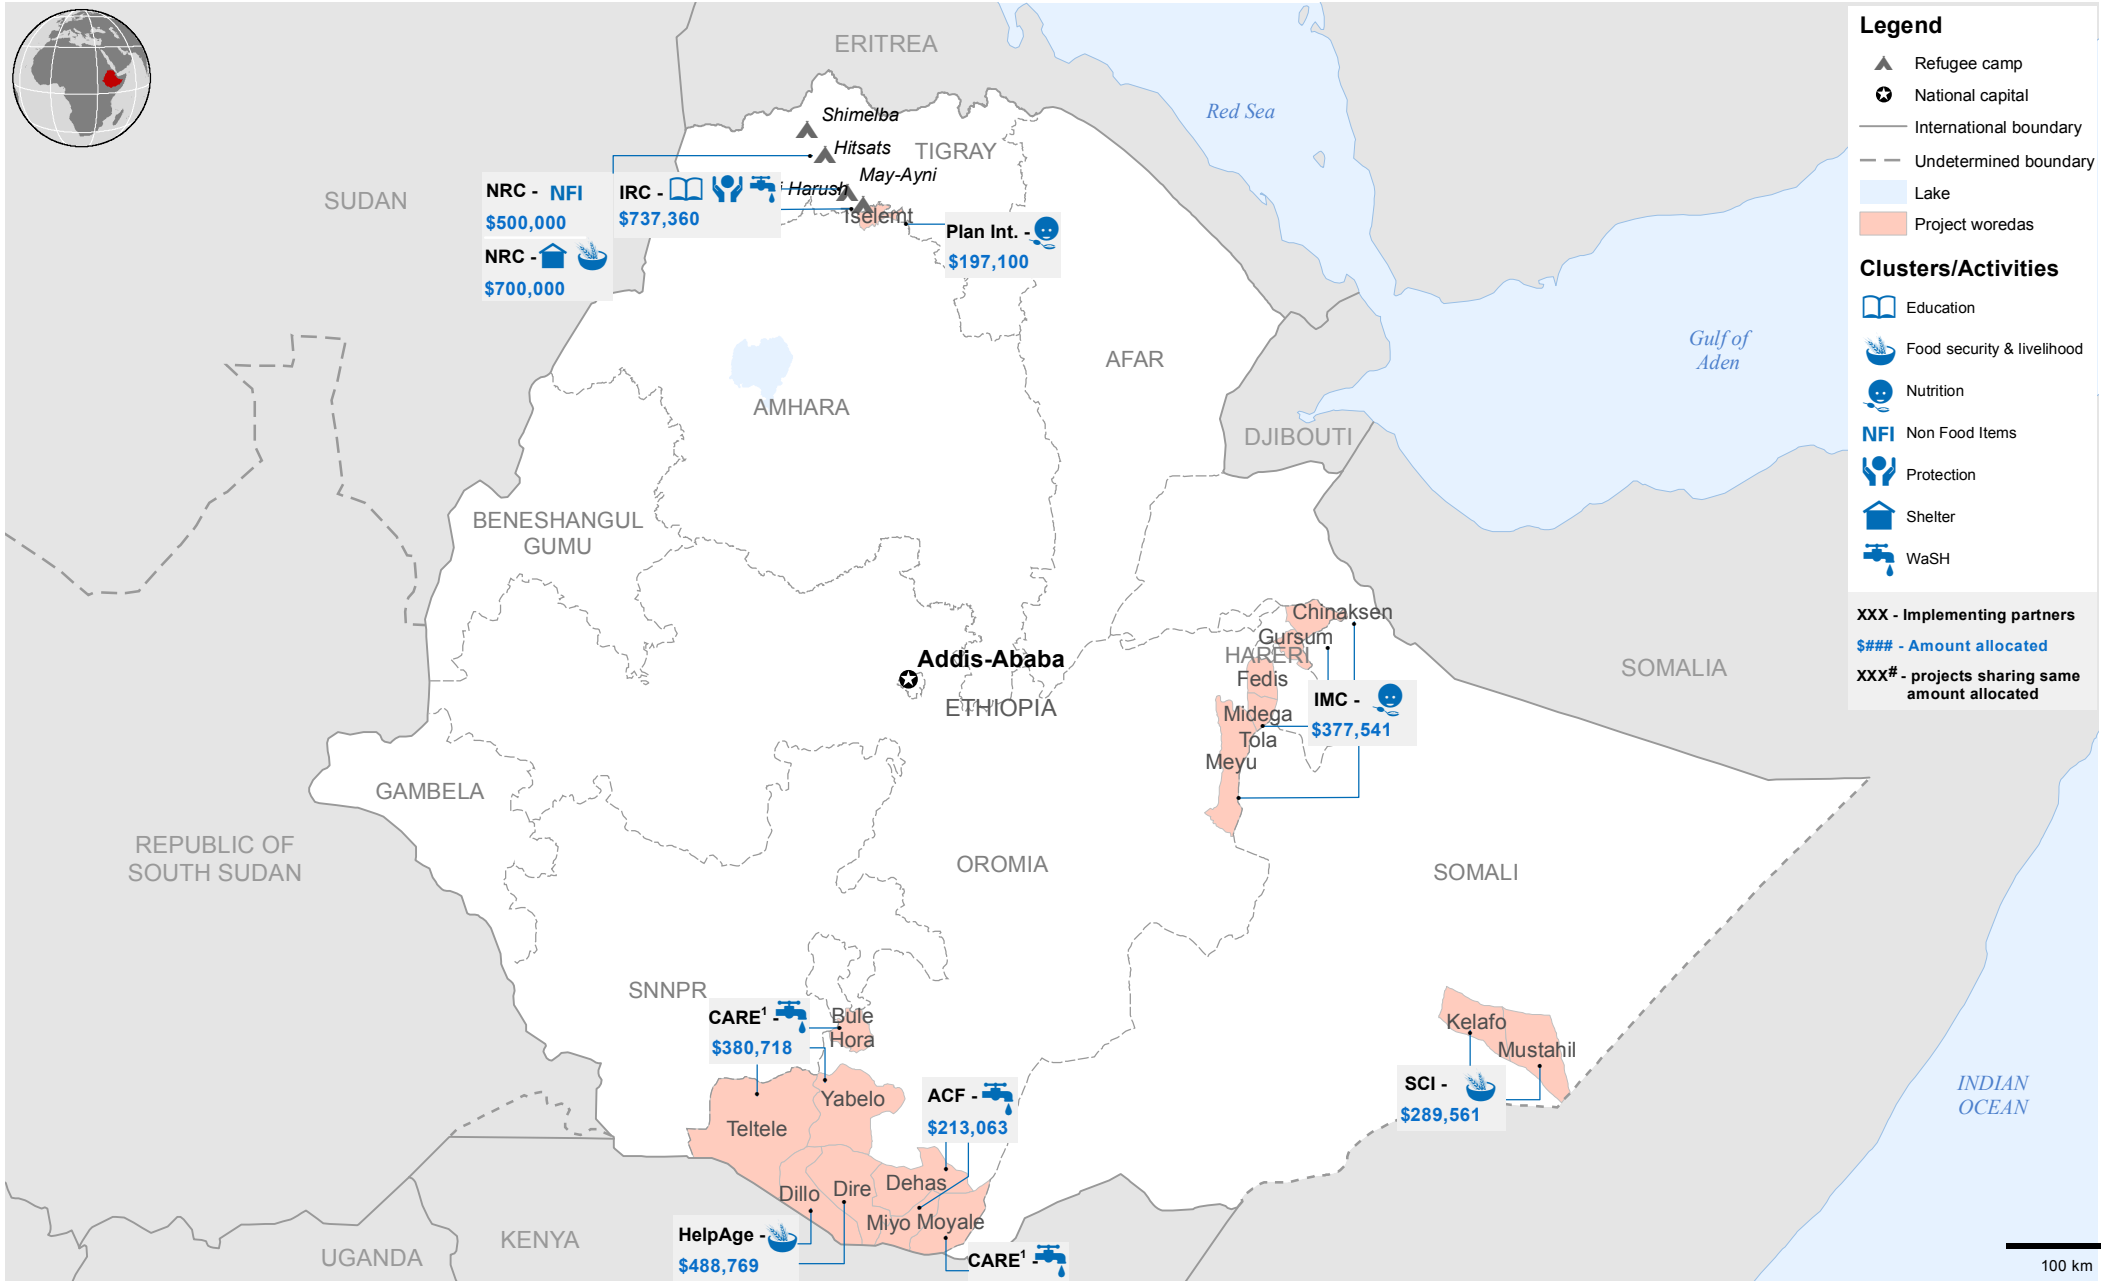 ERITREA
Red Sea
SUDAN
Shimelba
Hitsats
TIGRAY
May-Ayni
i Harush
Tselemt
NRC - NFI
$500,000
NRC -
$700,000
IRC -
$737,360
Plan Int. -
$197,100
AFAR
AMHARA
Gulf of
Aden
DJIBOUTI
BENESHANGUL
GUMU
Addis-Ababa
ETHIOPIA
Chinaksen
Gursum
HARERI
Fedis
Midega
Tola
Meyu
IMC -
$377,541
SOMALIA
GAMBELA
REPUBLIC OF
SOUTH SUDAN
OROMIA
SOMALI
SNNPR
CARE¹ -
$380,718
Bule
Hora
Yabelo
Teltele
ACF -
$213,063
Dillo
Dire
Dehas
Miyo
Moyale
HelpAge -
$488,769
CARE¹ -
Kelafo
Mustahil
SCI -
$289,561
INDIAN
OCEAN
UGANDA
KENYA
Legend
Refugee camp
National capital
International boundary
Undetermined boundary
Lake
Project woredas
Clusters/Activities
Education
Food security & livelihood
Nutrition
NFI Non Food Items
Protection
Shelter
WaSH
XXX - Implementing partners
$### - Amount allocated
XXX# - projects sharing same
amount allocated
100 km